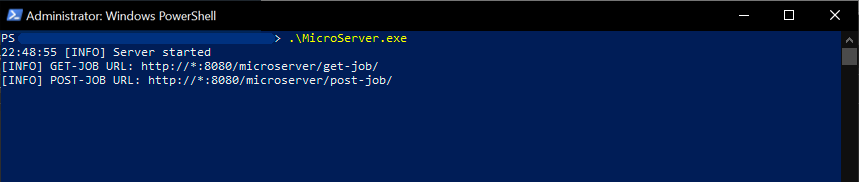 Administrator: Windows PowerShell
PS > .\MicroServer.exe
22:48:55 [INFO] Server started
[INFO] GET-JOB URL: http://*:8080/microserver/get-job/
[INFO] POST-JOB URL: http://*:8080/microserver/post-job/